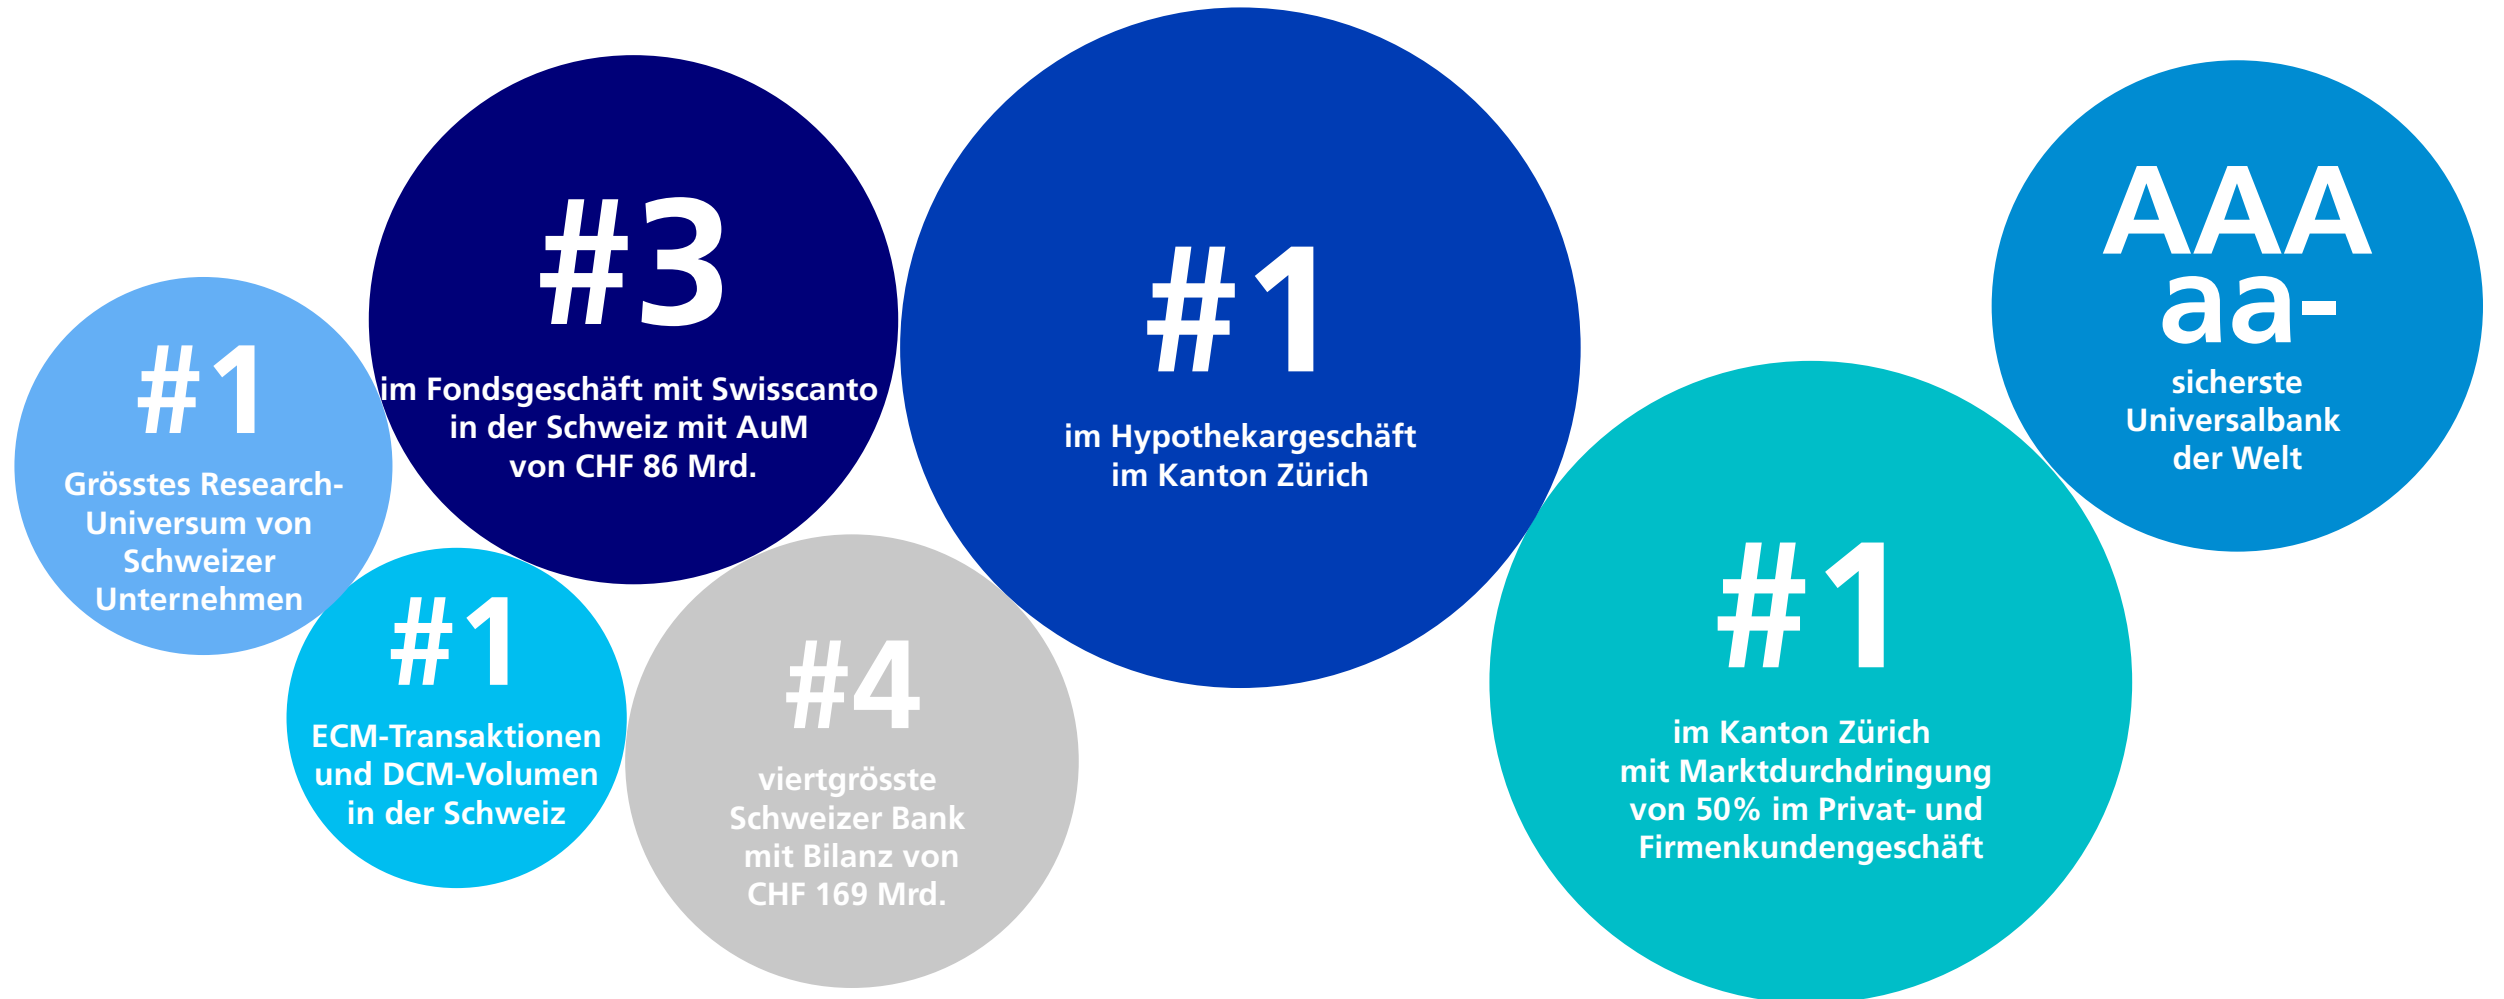 #1
Grösstes Research-
Universum von
Schweizer
Unternehmen
#3
im Fondsgeschäft mit Swisscanto
in der Schweiz mit AuM
von CHF 86 Mrd.
#1
ECM-Transaktionen
und DCM-Volumen
in der Schweiz
#4
viertgrösste
Schweizer Bank
mit Bilanz von
CHF 169 Mrd.
#1
im Hypothekargeschäft
im Kanton Zürich
#1
im Kanton Zürich
mit Marktdurchdringung
von 50% im Privat- und
Firmenkundengeschäft
AAA
aa-
sicherste
Universalbank
der Welt